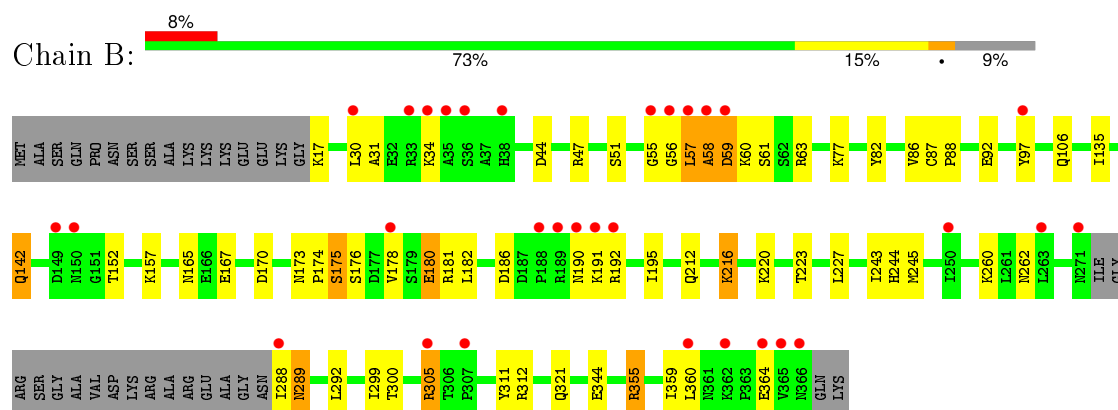 8%
Chain B:
73% 15% • 9%
MET ALA SER GLN PRO ASN SER SER ALA LYS LYS LYS GLU GLU LYS GLY K17 L30 A31 E32 R33 K34 A35 S36 A37 H38 D44 R47 S51 G55 Q56 L57 A58 D59 K60 S61 S62 R63 K77 Y82 V86 C87 P88 E92 Y97 Q106 I135
Q142 D149 N150 G151 T152 K157 N165 E166 E167 D170 N173 P174 S175 S176 D177 V178 S179 E180 R181 L182 D186 D187 P188 R189 N190 K191 R192 I195 Q212 K216 K220 T223 L227 I243 H244 M245 I250 K260 L261 N262 L263 N271 ILE GLY
ARG SER GLY ALA VAL ASP LYS ARG ALA ARG GLU ALA GLY ASN I288 N289 L292 I299 T300 R305 T306 P307 Y311 R312 Q321 E344 R355 I359 L360 N361 K362 P363 E364 V365 N366 GLN LYS